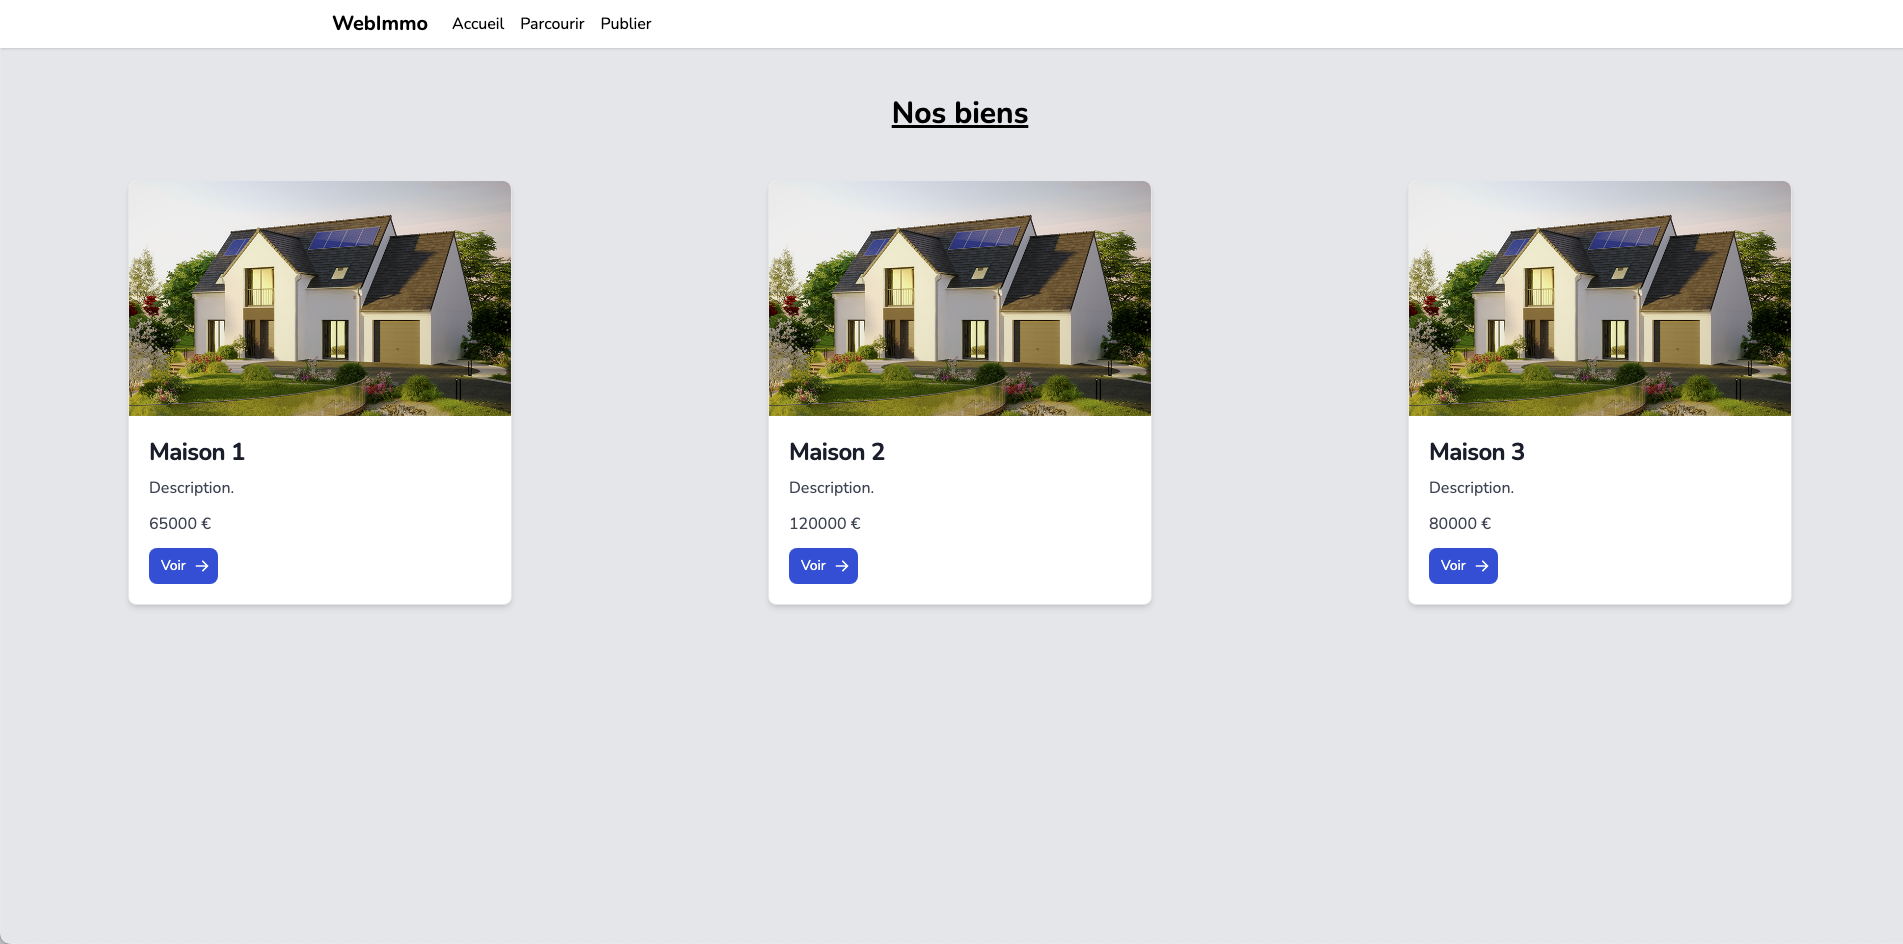 WebImmo Accueil Parcourir Publier
Nos biens
Maison 1
Description.
65000 €
Voir →
Maison 2
Description.
120000 €
Voir →
Maison 3
Description.
80000 €
Voir →